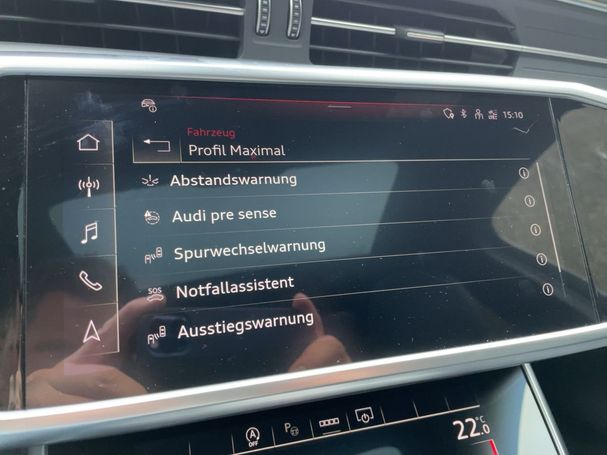 15:10
Fahrzeug
Profil Maximal
Abstandswarnung
Audi pre sense
Spurwechselwarnung
SOS Notfallassistent
Ausstiegswarnung
A OFF
P
22.0 °C